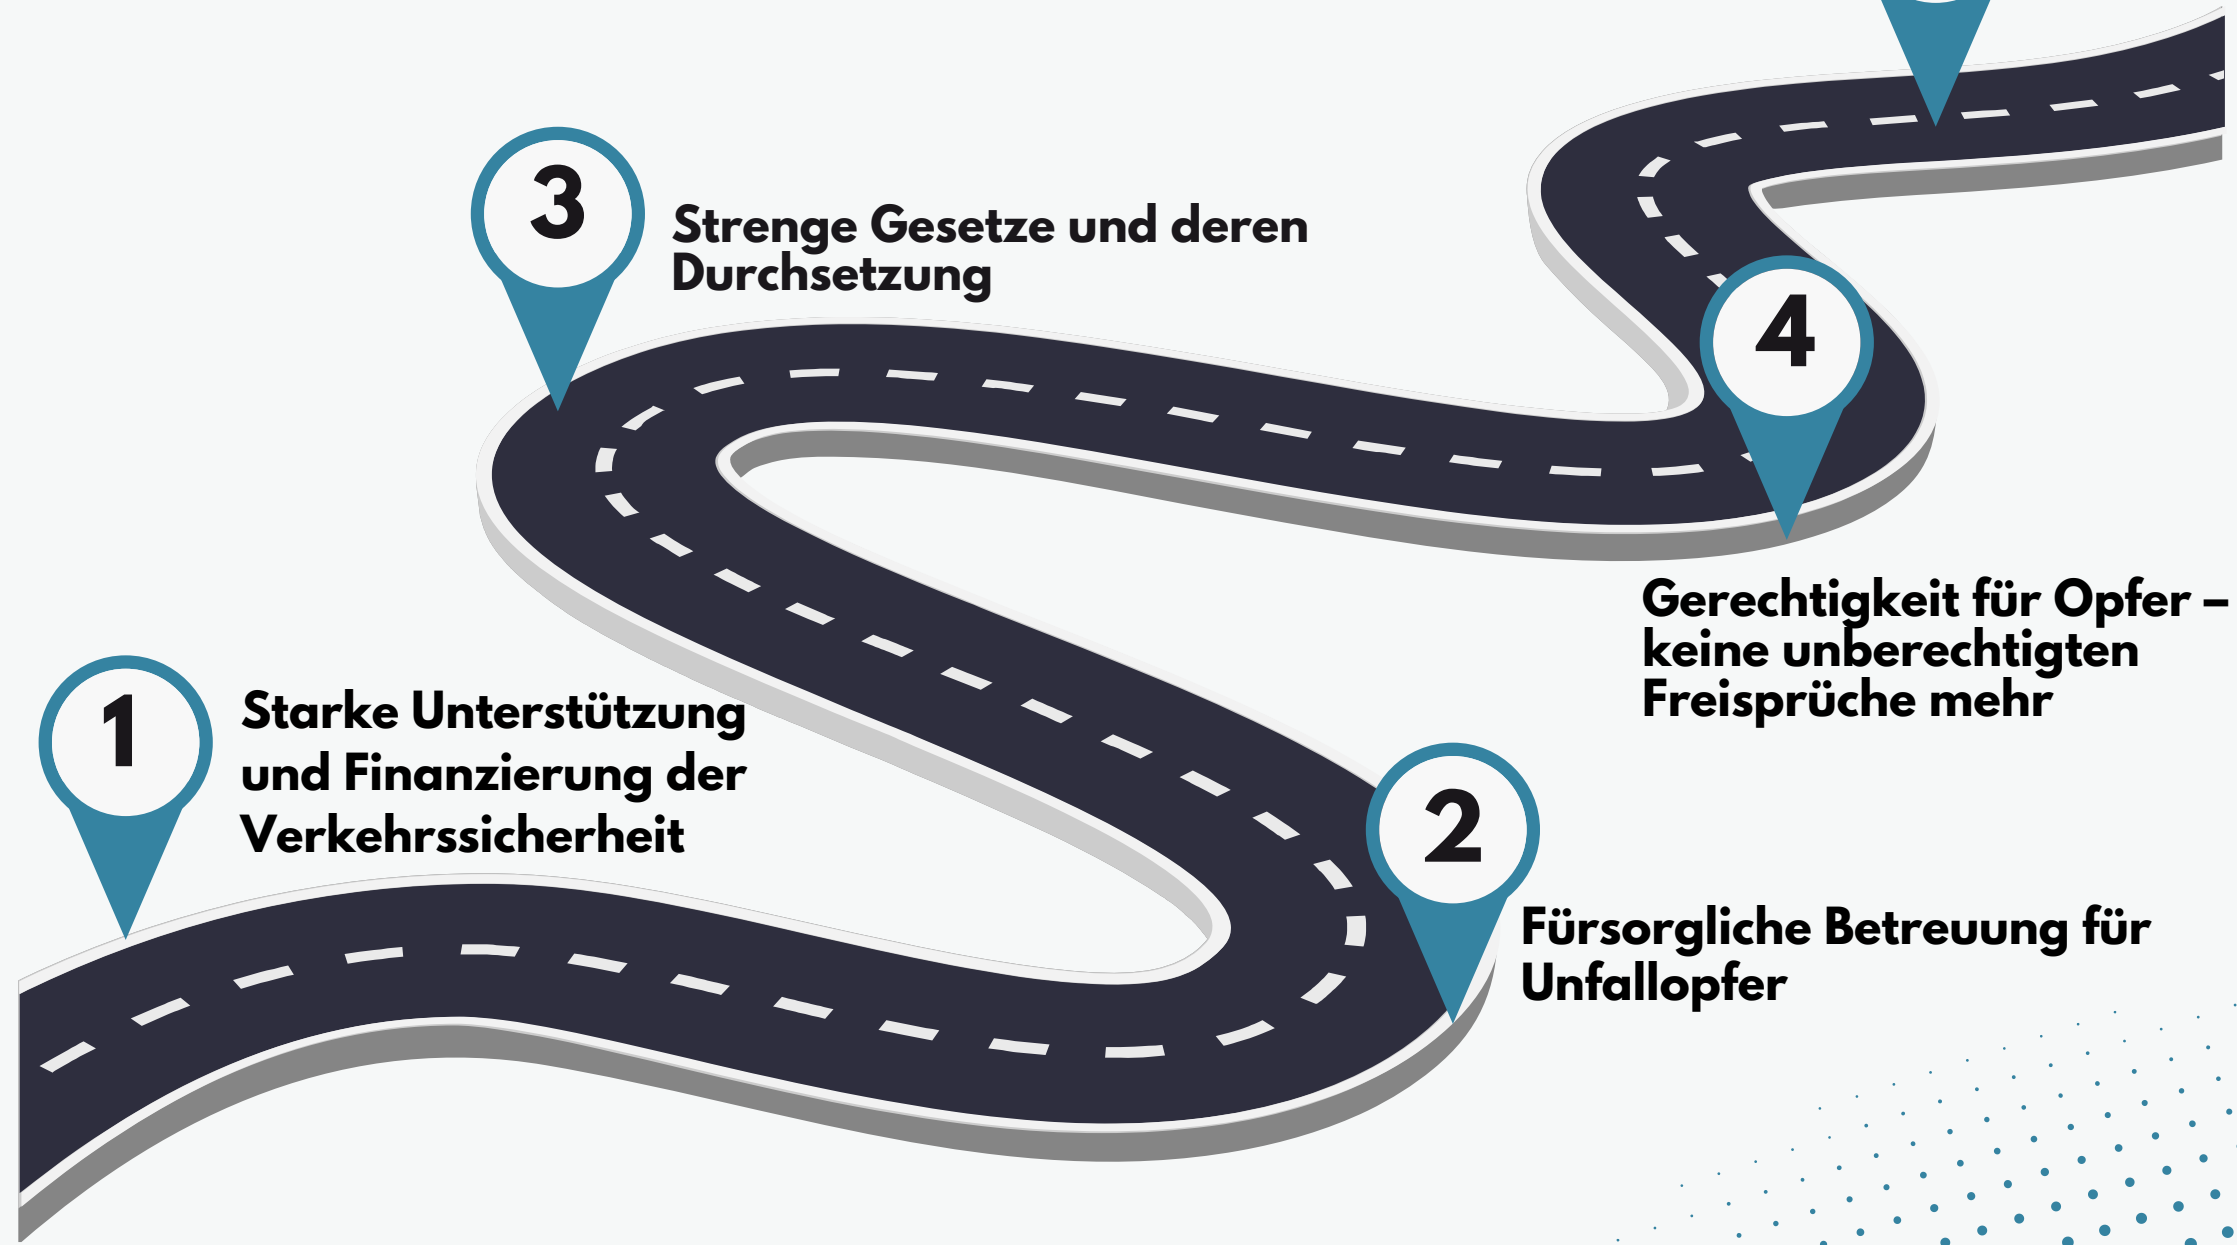 3
Strenge Gesetze und deren
Durchsetzung
4
Gerechtigkeit für Opfer –
keine unberechtigten
Freisprüche mehr
1
Starke Unterstützung
und Finanzierung der
Verkehrssicherheit
2
Fürsorgliche Betreuung für
Unfallopfer